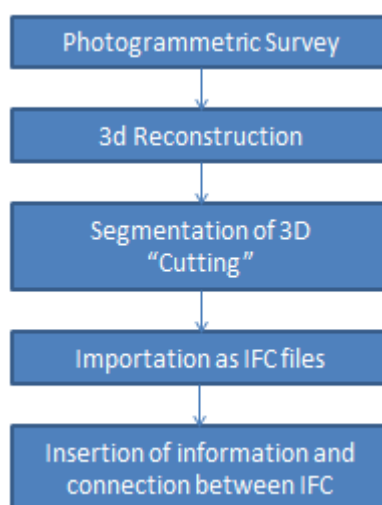 Photogrammetric Survey
3d Reconstruction
Segmentation of 3D
“Cutting”
Importation as IFC files
Insertion of information and
connection between IFC